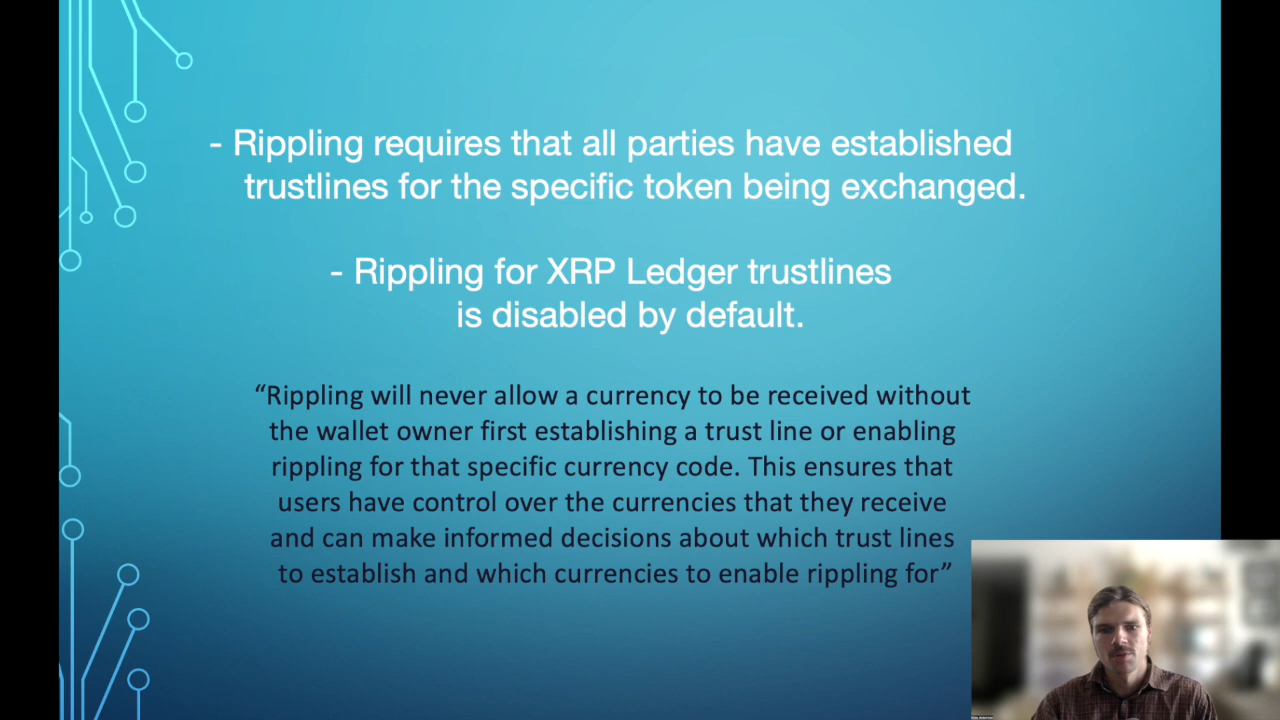 - Rippling requires that all parties have established
trustlines for the specific token being exchanged.
- Rippling for XRP Ledger trustlines
is disabled by default.
“Rippling will never allow a currency to be received without
the wallet owner first establishing a trust line or enabling
rippling for that specific currency code. This ensures that
users have control over the currencies that they receive
and can make informed decisions about which trust lines
to establish and which currencies to enable rippling for”